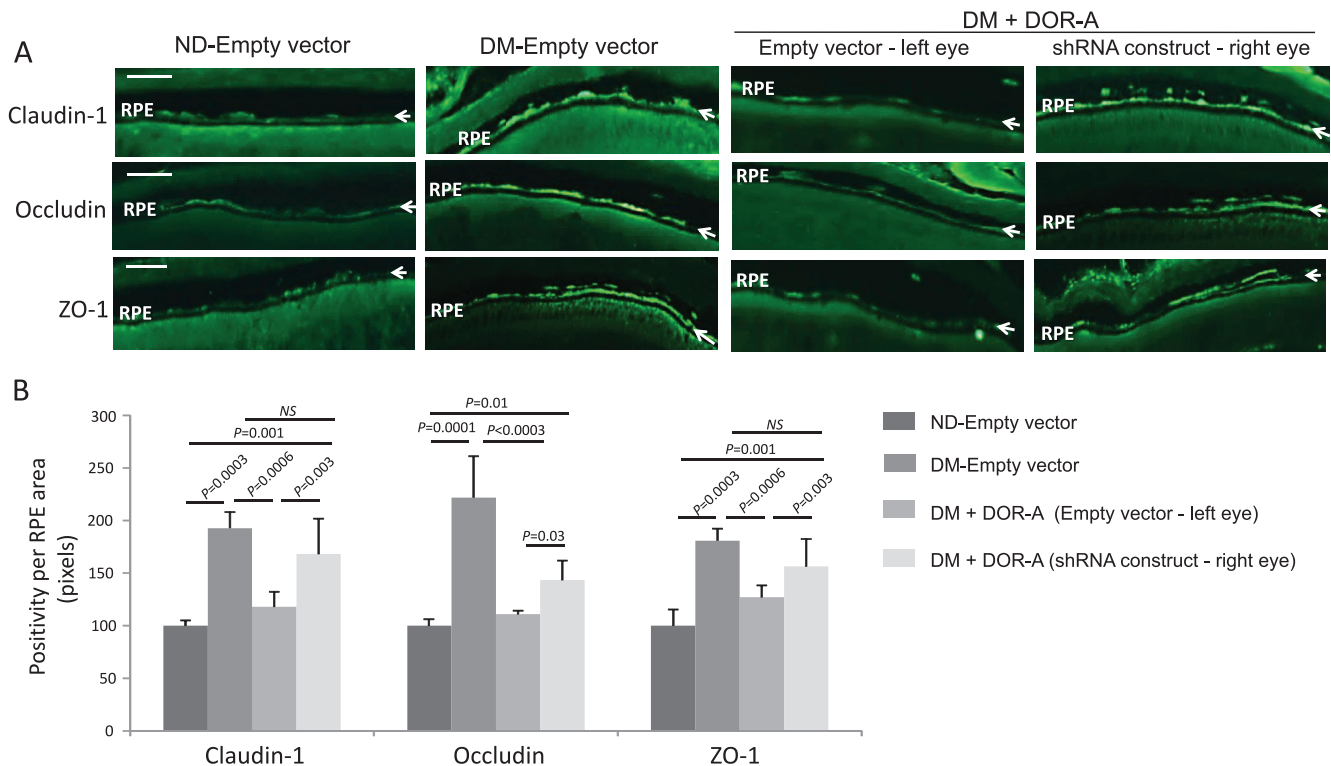 A
ND-Empty vector
DM-Empty vector
DM + DOR-A
Empty vector - left eye
shRNA construct - right eye
Claudin-1
RPE
RPE
RPE
RPE
Occludin
RPE
RPE
RPE
RPE
ZO-1
RPE
RPE
RPE
RPE
B
Positivity per RPE area
(pixels)
300
250
200
150
100
50
0
NS
P=0.001
P=0.0003
P=0.0006
P=0.003
P=0.01
P=0.0001
P<0.0003
P=0.03
NS
P=0.001
P=0.0003
P=0.0006
P=0.003
Claudin-1
Occludin
ZO-1
ND-Empty vector
DM-Empty vector
DM + DOR-A (Empty vector - left eye)
DM + DOR-A (shRNA construct - right eye)